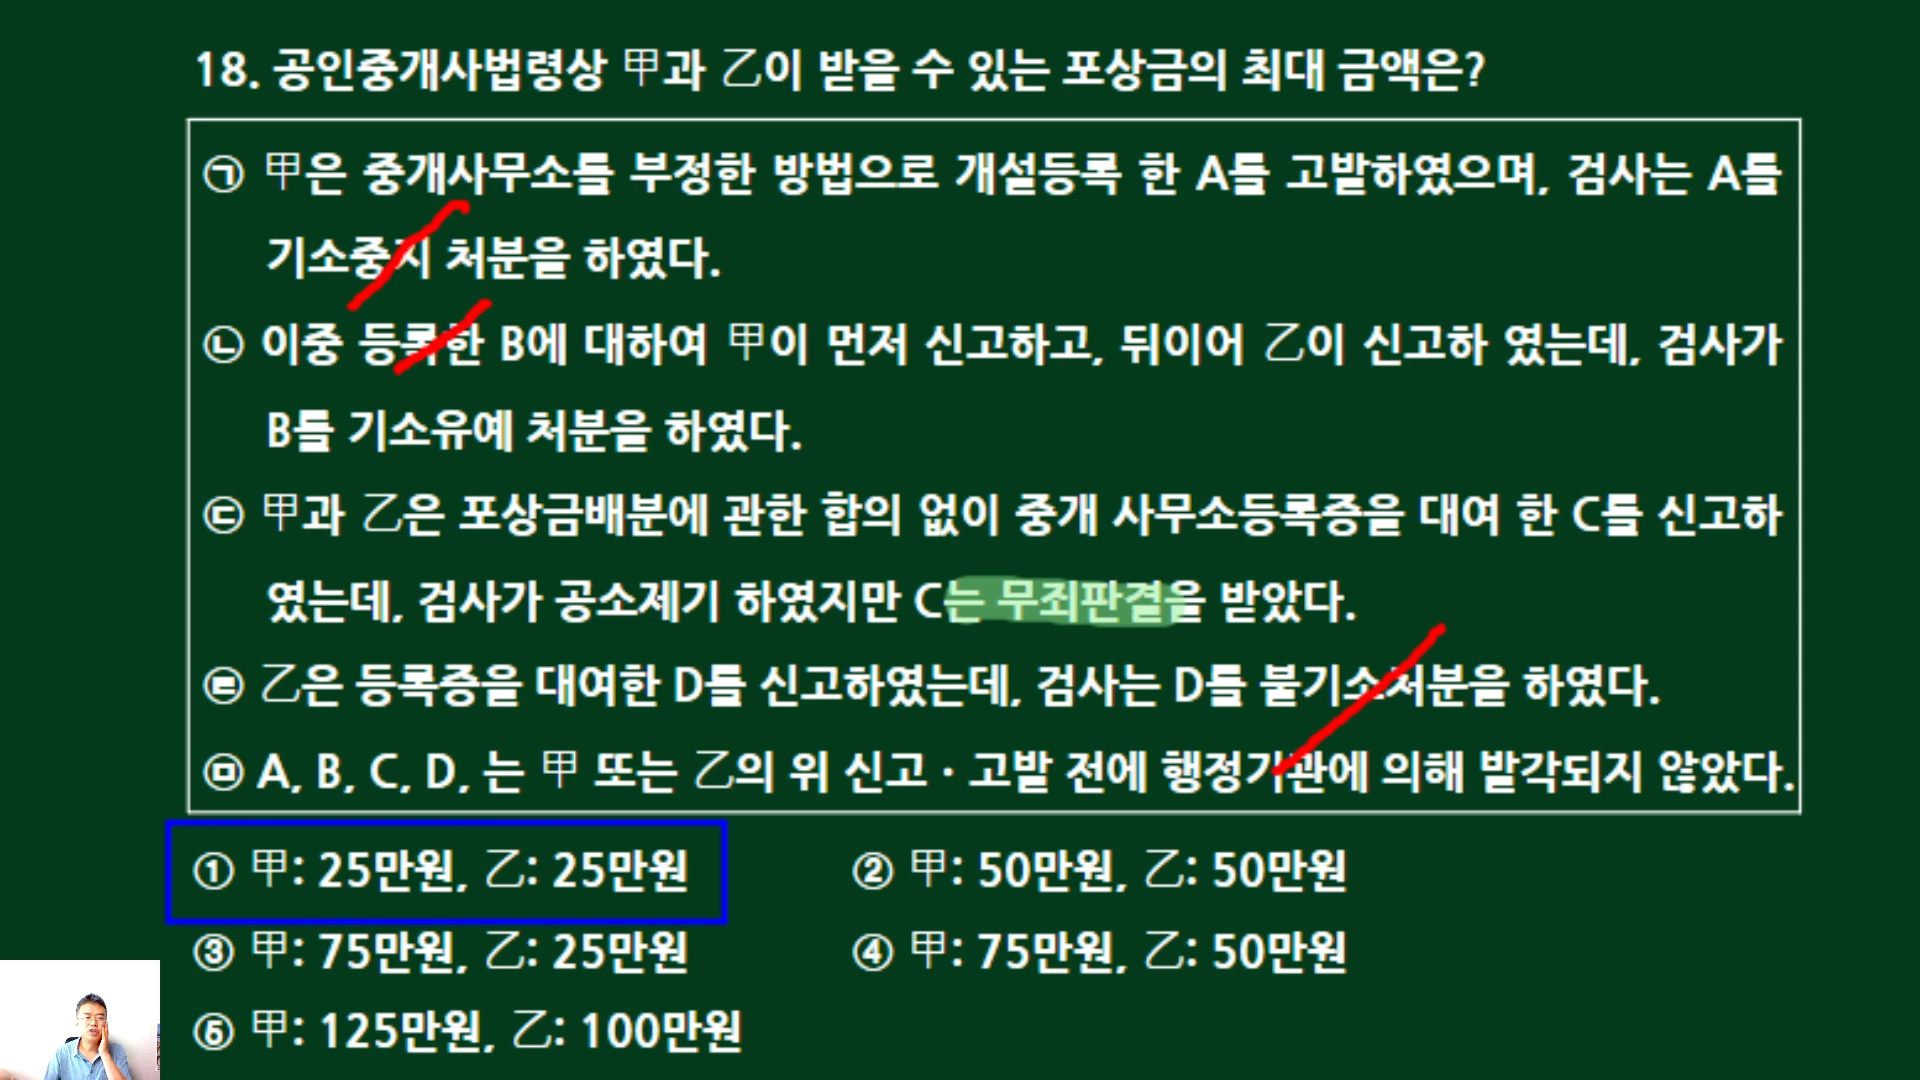 18. 공인중개사법령상 甲과 乙이 받을 수 있는 포상금의 최대 금액은?
㉠ 甲은 중개사무소를 부정한 방법으로 개설등록 한 A를 고발하였으며, 검사는 A를
기소중지 처분을 하였다.
㉡ 이중 등록한 B에 대하여 甲이 먼저 신고하고, 뒤이어 乙이 신고하 였는데, 검사가
B를 기소유예 처분을 하였다.
㉢ 甲과 乙은 포상금배분에 관한 합의 없이 중개 사무소등록증을 대여 한 C를 신고하
였는데, 검사가 공소제기 하였지만 C는 무죄판결을 받았다.
㉣ 乙은 등록증을 대여한 D를 신고하였는데, 검사는 D를 불기소처분을 하였다.
㉤ A, B, C, D, 는 甲 또는 乙의 위 신고·고발 전에 행정기관에 의해 발각되지 않았다.
① 甲: 25만원, 乙: 25만원 ② 甲: 50만원, 乙: 50만원
③ 甲: 75만원, 乙: 25만원 ④ 甲: 75만원, 乙: 50만원
⑤ 甲: 125만원, 乙: 100만원